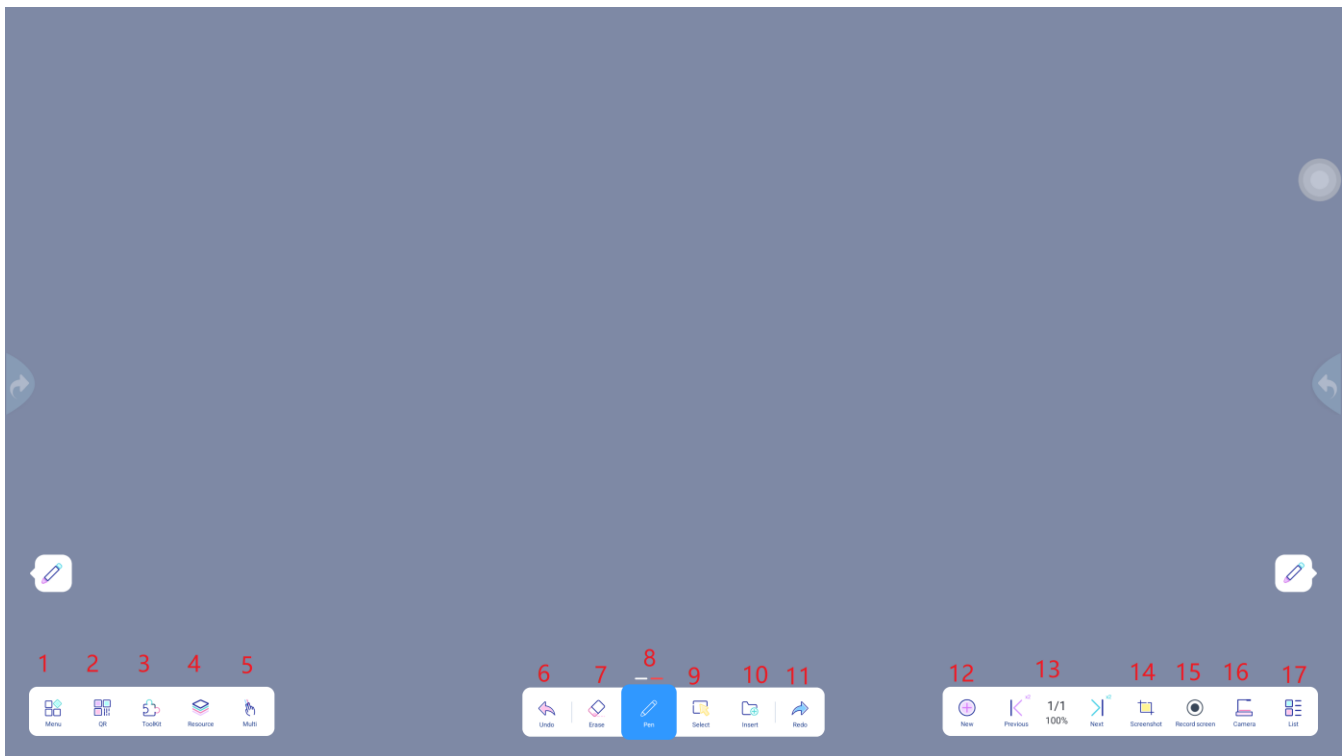 1 2 3 4 5 6 7 8 9 10 11 12 13 14 15 16 17
Menu QR ToolKit Resource Multi
Undo Erase Pen Select Insert Redo
New Previous x2 1/1 Next x2 Screenshot Record screen Camera List
100%